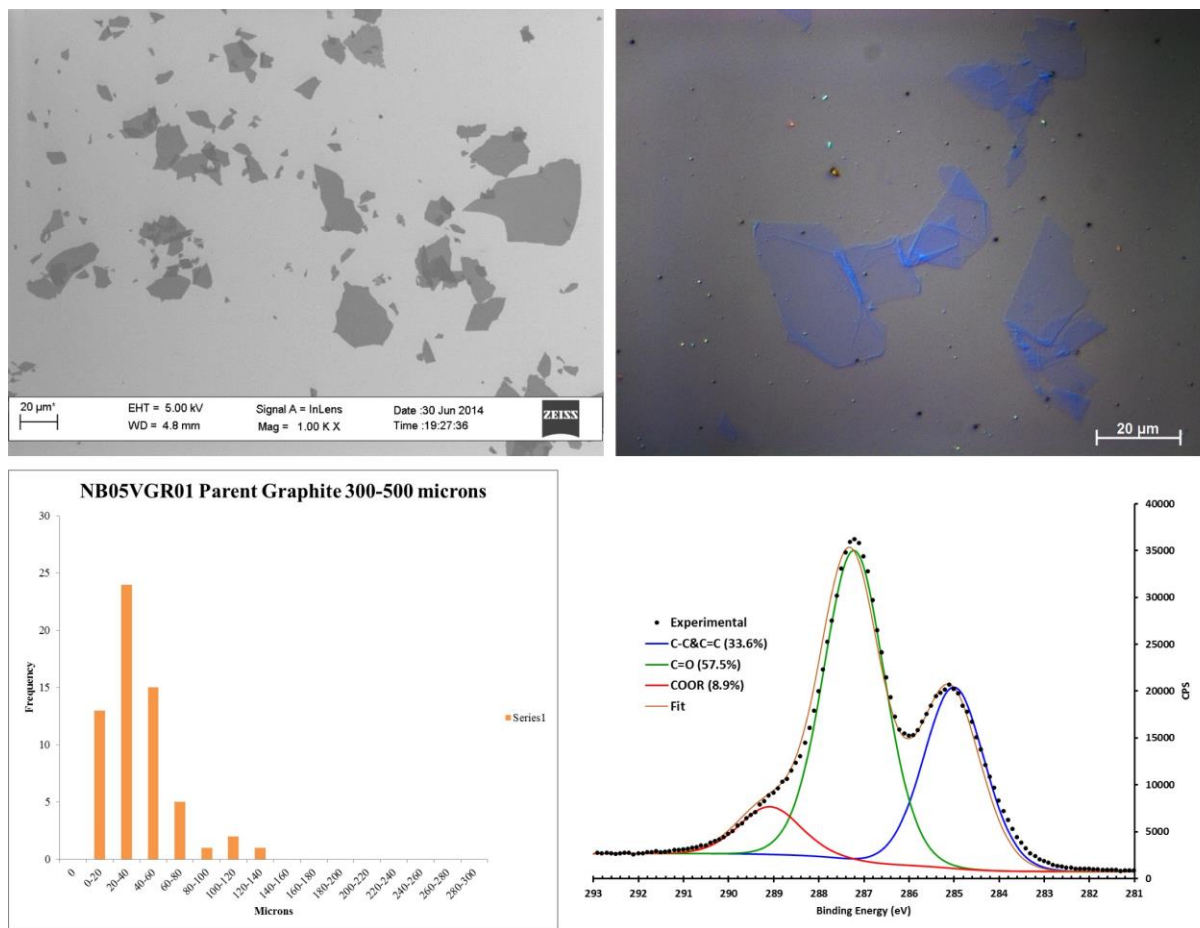 20 µm*
EHT = 5.00 kV
WD = 4.8 mm
Signal A = InLens
Mag = 1.00 K X
Date :30 Jun 2014
Time :19:27:36
ZEISS
20 µm
NB05VGR01 Parent Graphite 300-500 microns
Frequency
30
25
20
15
10
5
0
0
0-20
20-40
40-60
60-80
80-100
100-120
120-140
140-160
160-180
180-200
200-220
220-240
240-260
260-280
280-300
Microns
Series1
Experimental
C-C&C=C (33.6%)
C=O (57.5%)
COOR (8.9%)
Fit
40000
35000
30000
25000
20000
15000
10000
5000
0
CPS
293
292
291
290
289
288
287
286
285
284
283
282
281
Binding Energy (eV)